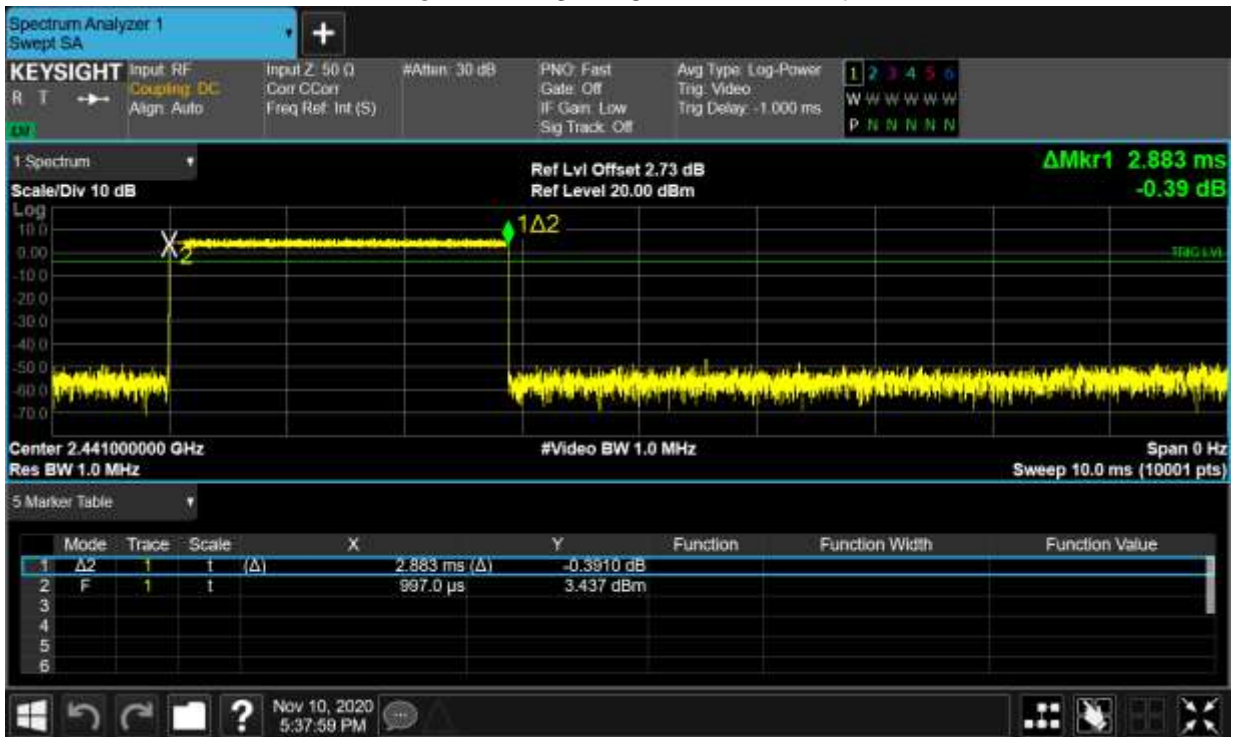 Spectrum Analyzer 1
Swept SA
+
KEYSIGHT Input: RF Input Z: 50 Ω #Atten: 30 dB PNO: Fast Avg Type: Log-Power 1 2 3 4 5 6
R T Coupling: DC Corr CCorr Gate: Off Trig: Video W W W W W W
Align: Auto Freq Ref: Int (S) IF Gain: Low Trig Delay: -1.000 ms P N N N N N
Sig Track: Off
1 Spectrum Ref Lvl Offset 2.73 dB ΔMkr1 2.883 ms
Scale/Div 10 dB Ref Level 20.00 dBm -0.39 dB
Log
10.0
1Δ2
2
0.00
TRIG LVL
-10.0
-20.0
-30.0
-40.0
-50.0
-60.0
-70.0
Center 2.441000000 GHz #Video BW 1.0 MHz Span 0 Hz
Res BW 1.0 MHz Sweep 10.0 ms (10001 pts)
5 Marker Table
Mode Trace Scale X Y Function Function Width Function Value
1 Δ2 1 t (Δ) 2.883 ms (Δ) -0.3910 dB
2 F 1 t 997.0 µs 3.437 dBm
3
4
5
6
? Nov 10, 2020
5:37:59 PM